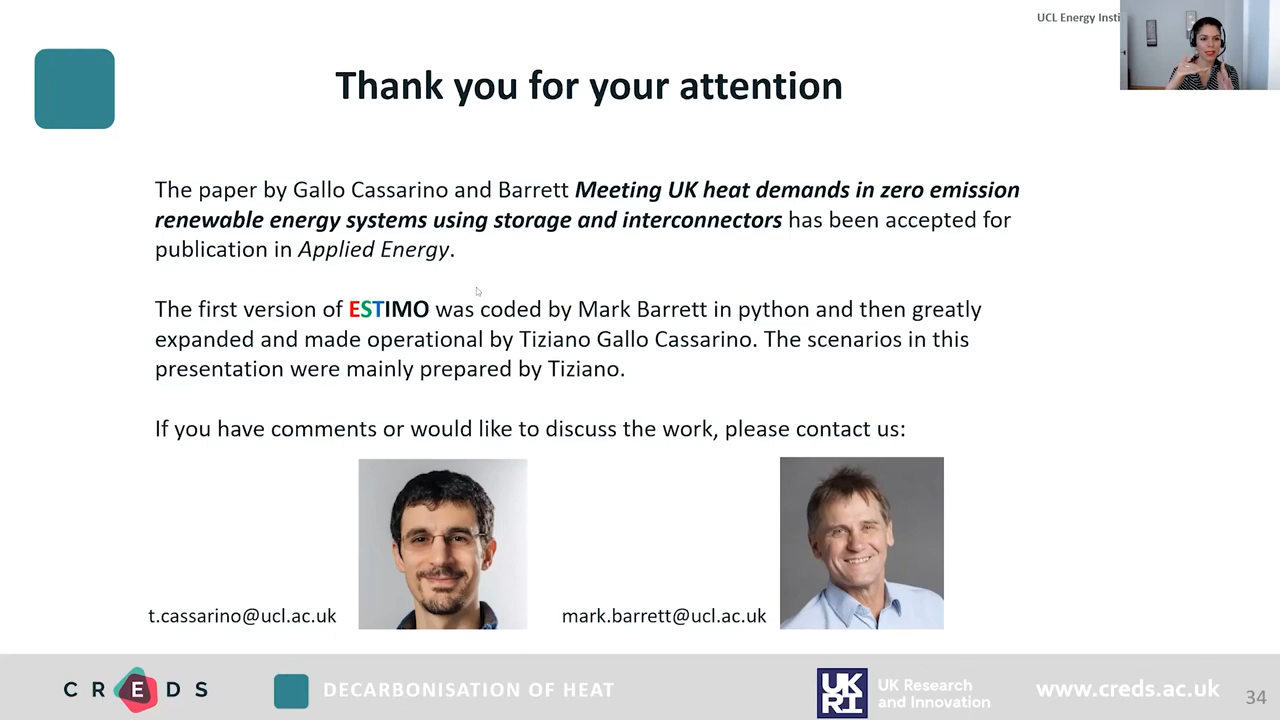 UCL Energy Insti
Thank you for your attention
The paper by Gallo Cassarino and Barrett Meeting UK heat demands in zero emission
renewable energy systems using storage and interconnectors has been accepted for
publication in Applied Energy.
The first version of ESTIMO was coded by Mark Barrett in python and then greatly
expanded and made operational by Tiziano Gallo Cassarino. The scenarios in this
presentation were mainly prepared by Tiziano.
If you have comments or would like to discuss the work, please contact us:
t.cassarino@ucl.ac.uk
mark.barrett@ucl.ac.uk
CREDS
DECARBONISATION OF HEAT
UK
RI
UK Research
and Innovation
www.creds.ac.uk
34